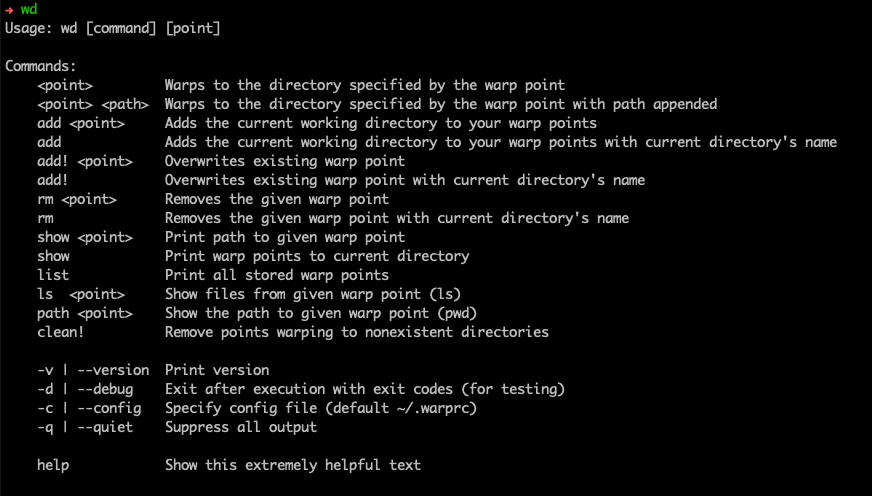 → wd
Usage: wd [command] [point]

Commands:
    <point>         Warps to the directory specified by the warp point
    <point> <path>  Warps to the directory specified by the warp point with path appended
    add <point>     Adds the current working directory to your warp points
    add             Adds the current working directory to your warp points with current directory's name
    add! <point>    Overwrites existing warp point
    add!            Overwrites existing warp point with current directory's name
    rm <point>      Removes the given warp point
    rm              Removes the given warp point with current directory's name
    show <point>    Print path to given warp point
    show            Print warp points to current directory
    list            Print all stored warp points
    ls  <point>     Show files from given warp point (ls)
    path <point>    Show the path to given warp point (pwd)
    clean!          Remove points warping to nonexistent directories

    -v | --version  Print version
    -d | --debug    Exit after execution with exit codes (for testing)
    -c | --config   Specify config file (default ~/.warprc)
    -q | --quiet    Suppress all output

    help            Show this extremely helpful text